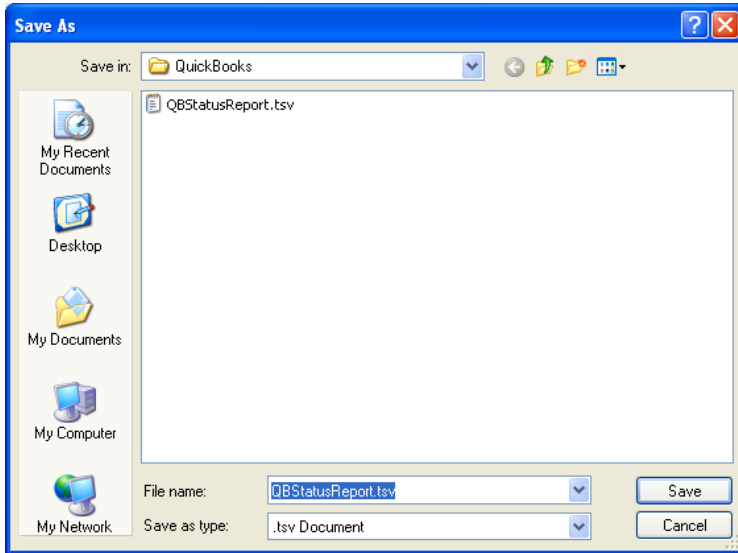 Save As
Save in:
QuickBooks
QBStatusReport.tsv
My Recent
Documents
Desktop
My Documents
My Computer
My Network
File name:
QBStatusReport.tsv
Save
Save as type:
.tsv Document
Cancel